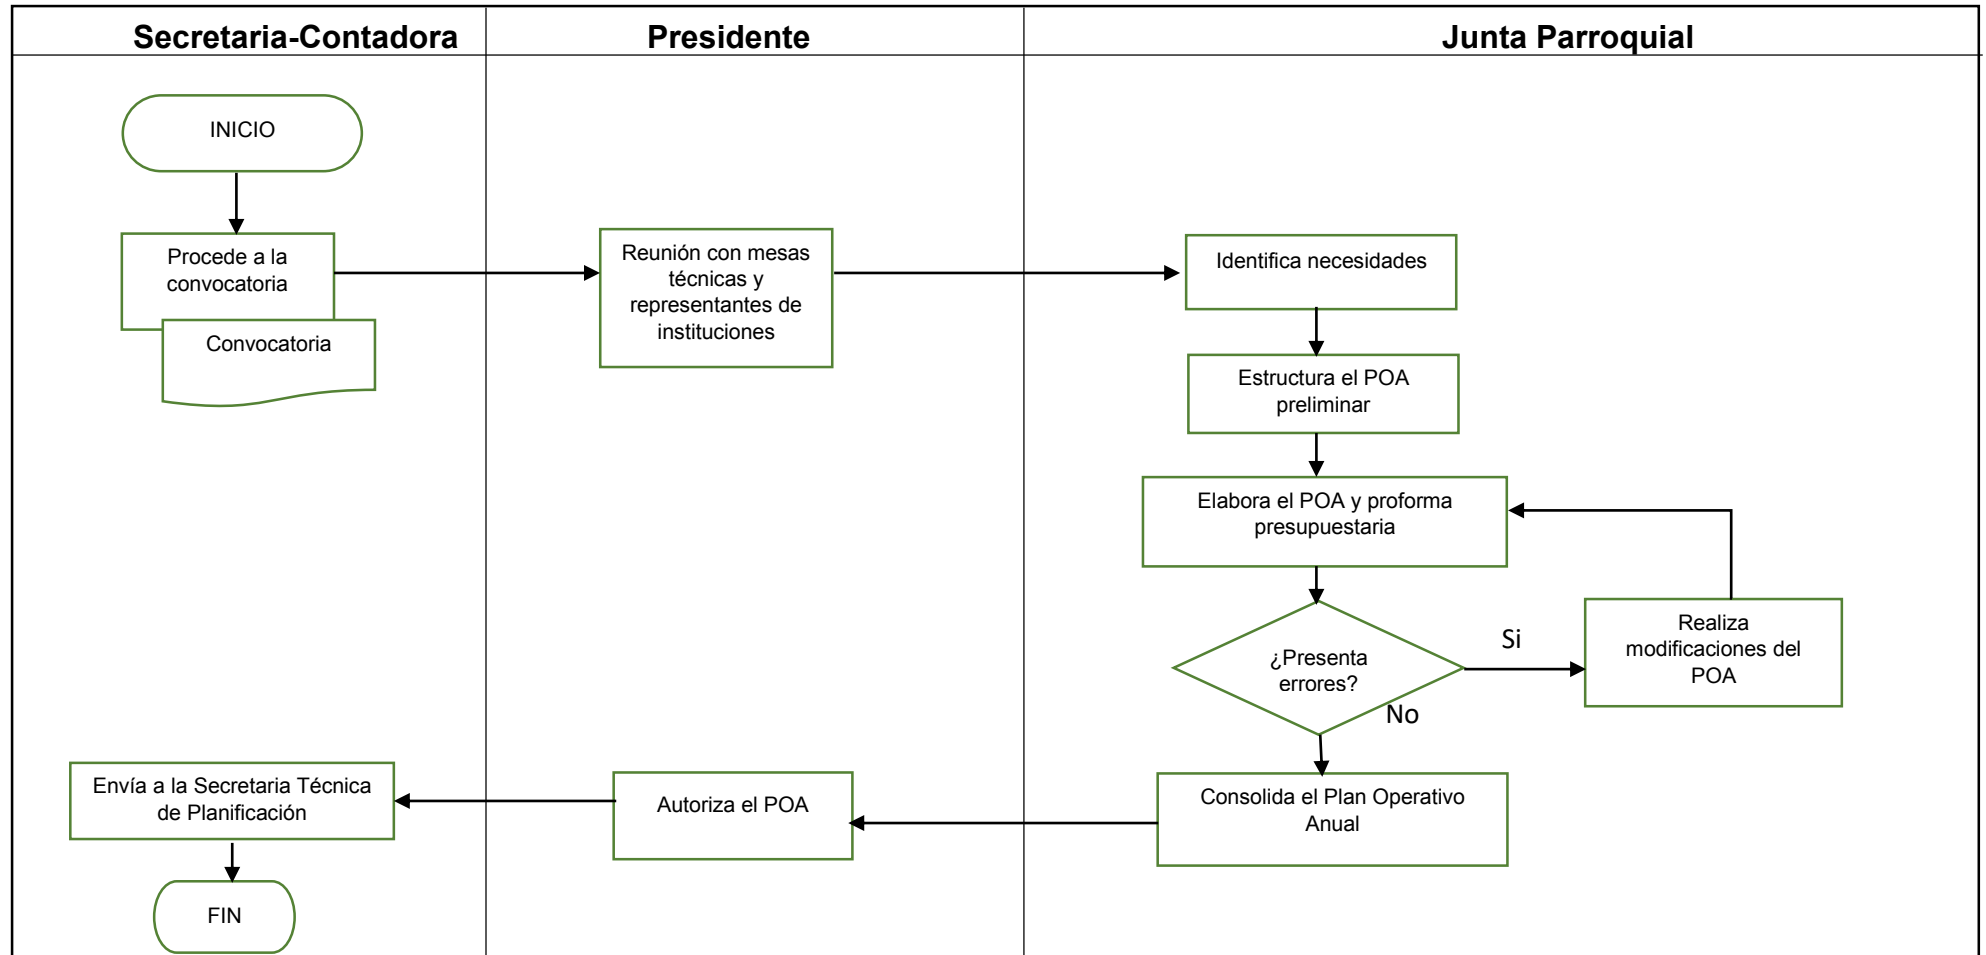 Secretaria-Contadora
Presidente
Junta Parroquial
INICIO
Procede a la
convocatoria
Convocatoria
Reunión con mesas
técnicas y
representantes de
instituciones
Identifica necesidades
Estructura el POA
preliminar
Elabora el POA y proforma
presupuestaria
¿Presenta
errores?
Si
Realiza
modificaciones del
POA
No
Consolida el Plan Operativo
Anual
Autoriza el POA
Envía a la Secretaria Técnica
de Planificación
FIN